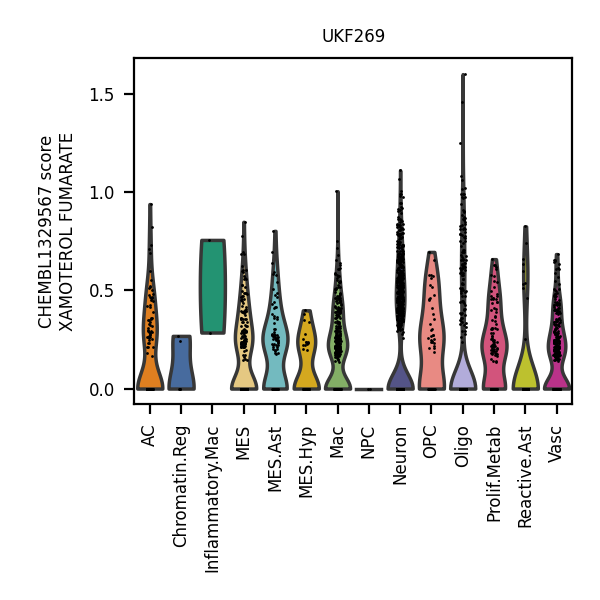 UKF269
CHEMBL1329567 score
XAMOTEROL FUMARATE
1.5
1.0
0.5
0.0
AC
Chromatin.Reg
Inflammatory.Mac
MES
MES.Ast
MES.Hyp
Mac
NPC
Neuron
OPC
Oligo
Prolif.Metab
Reactive.Ast
Vasc